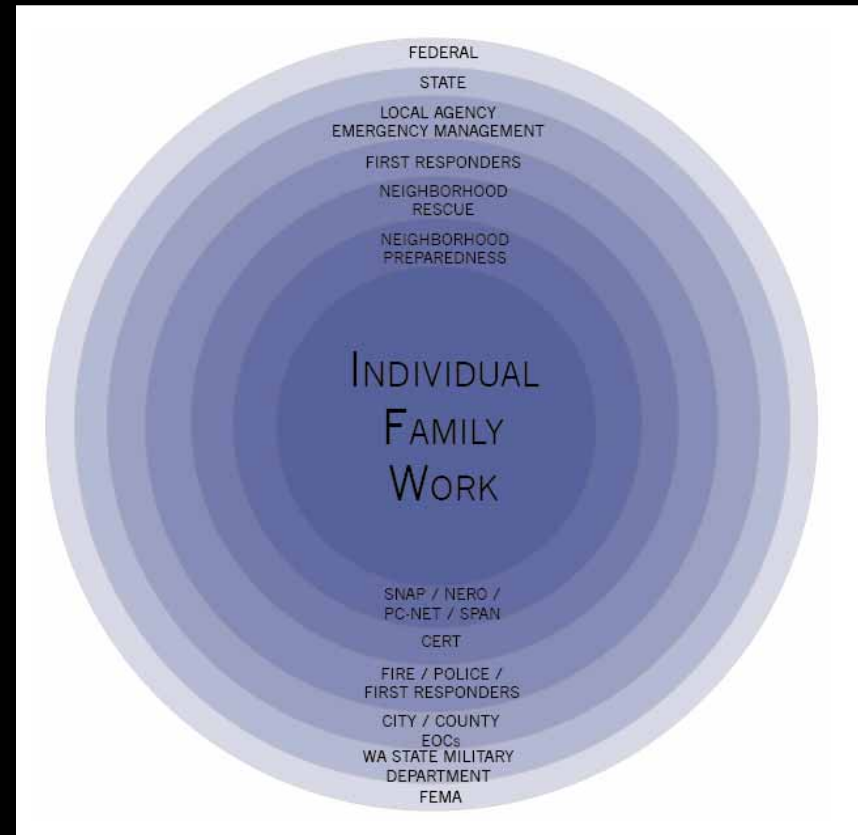 FEDERAL
STATE
LOCAL AGENCY
EMERGENCY MANAGEMENT
FIRST RESPONDERS
NEIGHBORHOOD
RESCUE
NEIGHBORHOOD
PREPAREDNESS
INDIVIDUAL
FAMILY
WORK
SNAP / NERO /
PC-NET / SPAN
CERT
FIRE / POLICE /
FIRST RESPONDERS
CITY / COUNTY
EOCs
WA STATE MILITARY
DEPARTMENT
FEMA